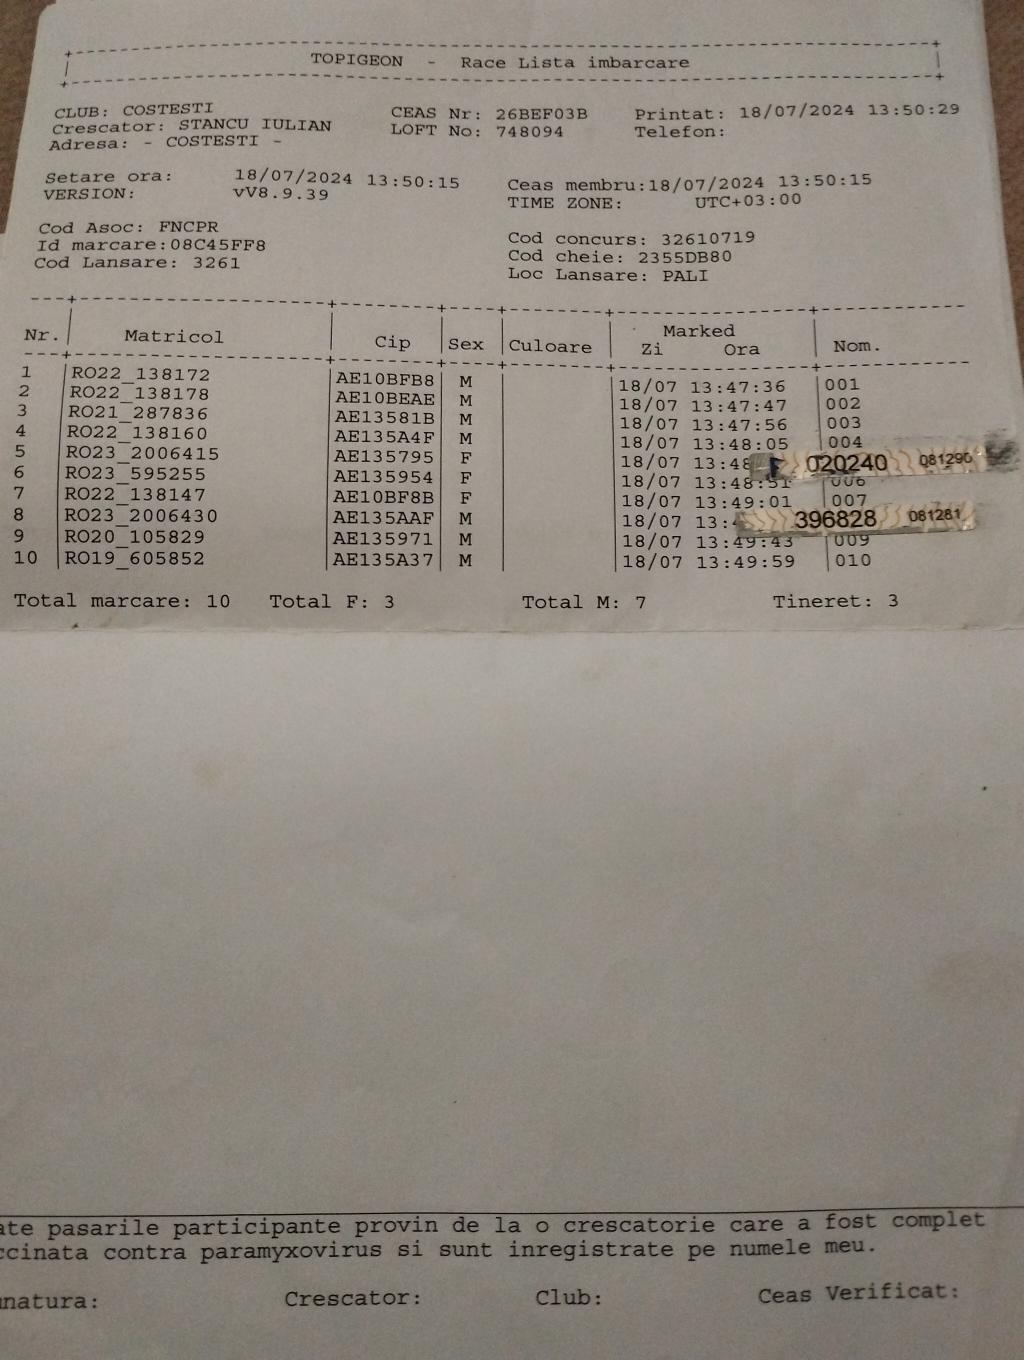 TOPIGEON - Race Lista imbarcare
CLUB: COSTESTI CEAS Nr: 26BEF03B Printat: 18/07/2024 13:50:29
Crescator: STANCU IULIAN LOFT No: 748094 Telefon:
Adresa: - COSTESTI -
Setare ora: 18/07/2024 13:50:15 Ceas membru:18/07/2024 13:50:15
VERSION: vV8.9.39 TIME ZONE: UTC+03:00
Cod Asoc: FNCPR Cod concurs: 32610719
Id marcare:08C45FF8 Cod cheie: 2355DB80
Cod Lansare: 3261 Loc Lansare: PALI
Nr. Matricol Cip Sex Culoare Marked Zi Ora Nom.
1 RO22_138172 AE10BFB8 M 18/07 13:47:36 001
2 RO22_138178 AE10BEAE M 18/07 13:47:47 002
3 RO21_287836 AE13581B M 18/07 13:47:56 003
4 RO22_138160 AE135A4F M 18/07 13:48:05 004
5 RO23_2006415 AE135795 F 18/07 13:48 020240 081290
6 RO23_595255 AE135954 F 18/07 13:48:51 006
7 RO22_138147 AE10BF8B F 18/07 13:49:01 007
8 RO23_2006430 AE135AAF M 18/07 13: 396828 081281
9 RO20_105829 AE135971 M 18/07 13:49:43 009
10 RO19_605852 AE135A37 M 18/07 13:49:59 010
Total marcare: 10 Total F: 3 Total M: 7 Tineret: 3
ate pasarile participante provin de la o crescatorie care a fost complet
ccinata contra paramyxovirus si sunt inregistrate pe numele meu.
natura: Crescator: Club: Ceas Verificat: